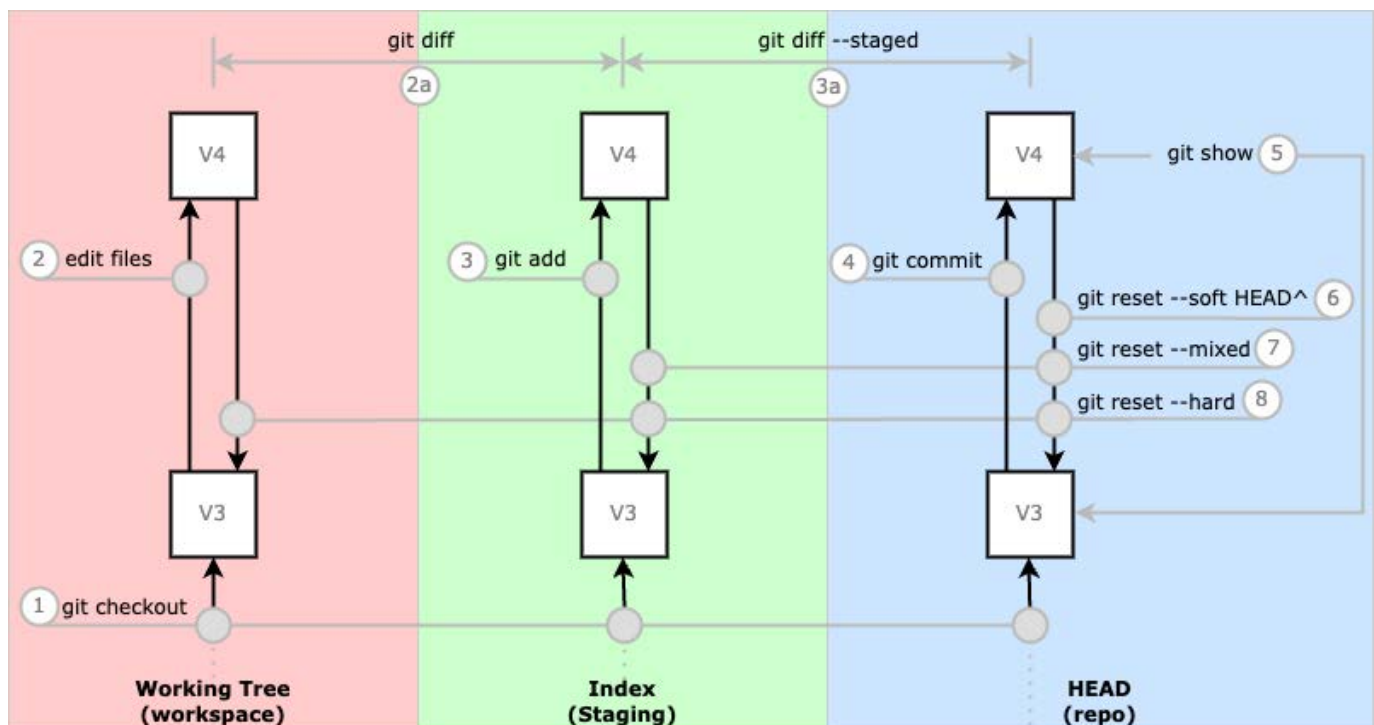 git diff
git diff --staged
2a
3a
V4
V4
V4
git show 5
2 edit files
3 git add
4 git commit
git reset --soft HEAD^ 6
git reset --mixed 7
git reset --hard 8
V3
V3
V3
1 git checkout
Working Tree
(workspace)
Index
(Staging)
HEAD
(repo)